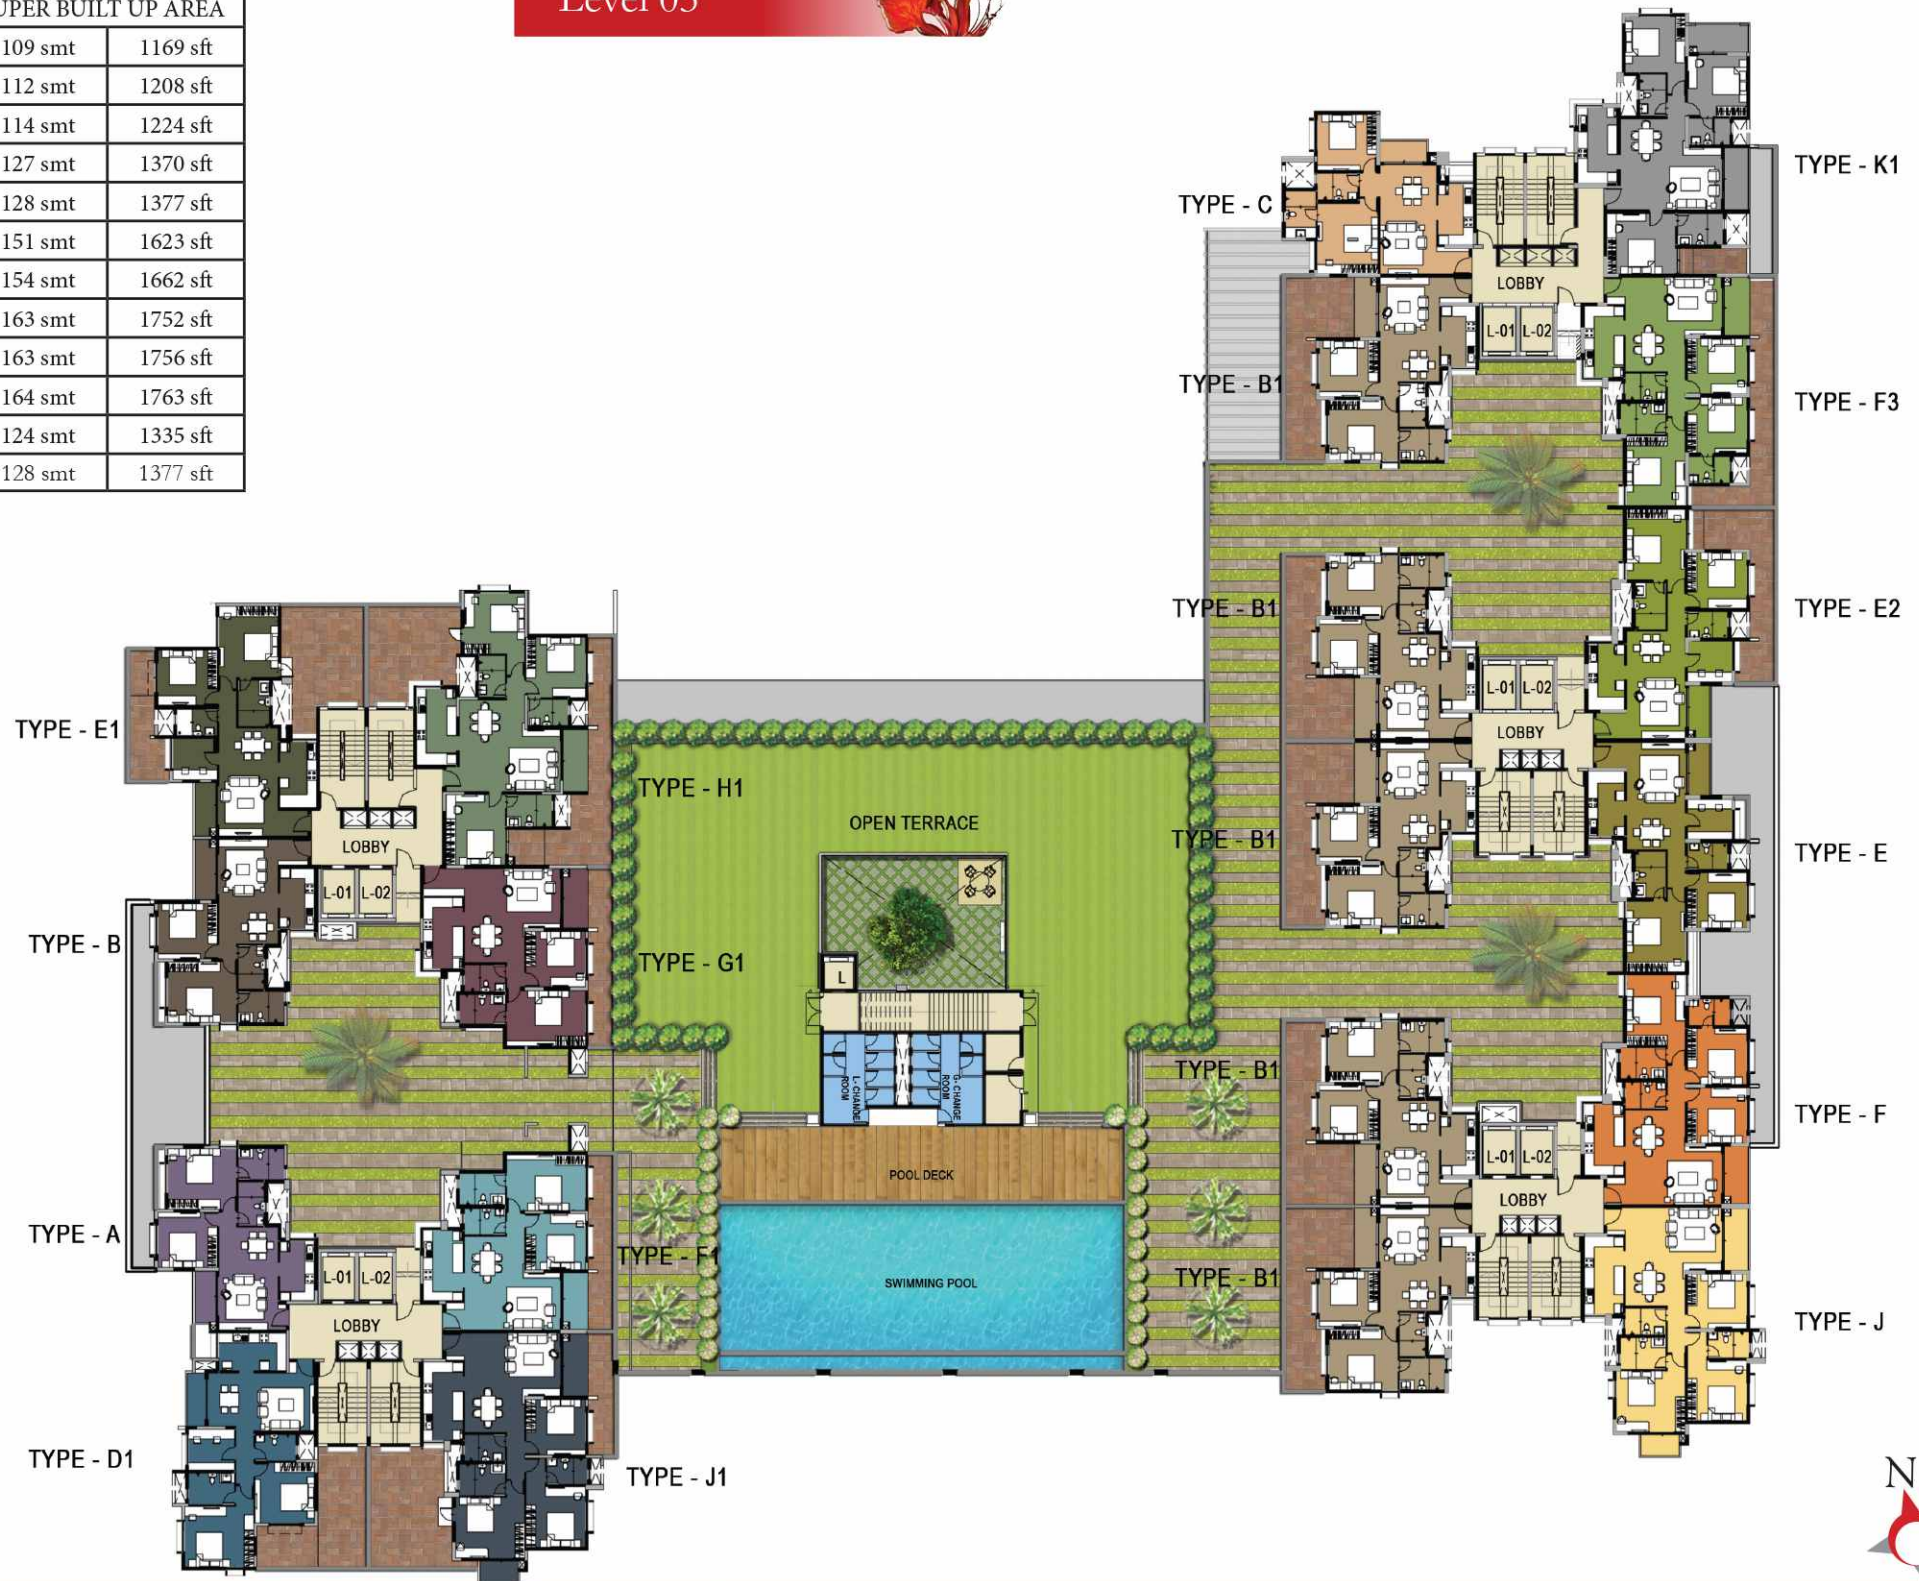 Level 05
UPER BUILT UP AREA
109 smt 1169 sft
112 smt 1208 sft
114 smt 1224 sft
127 smt 1370 sft
128 smt 1377 sft
151 smt 1623 sft
154 smt 1662 sft
163 smt 1752 sft
163 smt 1756 sft
164 smt 1763 sft
124 smt 1335 sft
128 smt 1377 sft
TYPE - K1
TYPE - C
LOBBY
L-01 L-02
TYPE - B1
TYPE - F3
TYPE - B1
TYPE - E2
L-01 L-02
LOBBY
TYPE - B1
TYPE - E
TYPE - E1
TYPE - H1
OPEN TERRACE
LOBBY
L-01 L-02
TYPE - B
TYPE - G1
L
L- CHANGE
ROOM
G- CHANGE
ROOM
TYPE - B1
TYPE - F
L-01 L-02
LOBBY
POOL DECK
TYPE - A
TYPE - F1
SWIMMING POOL
TYPE - B1
L-01 L-02
LOBBY
TYPE - J
TYPE - D1
TYPE - J1
N